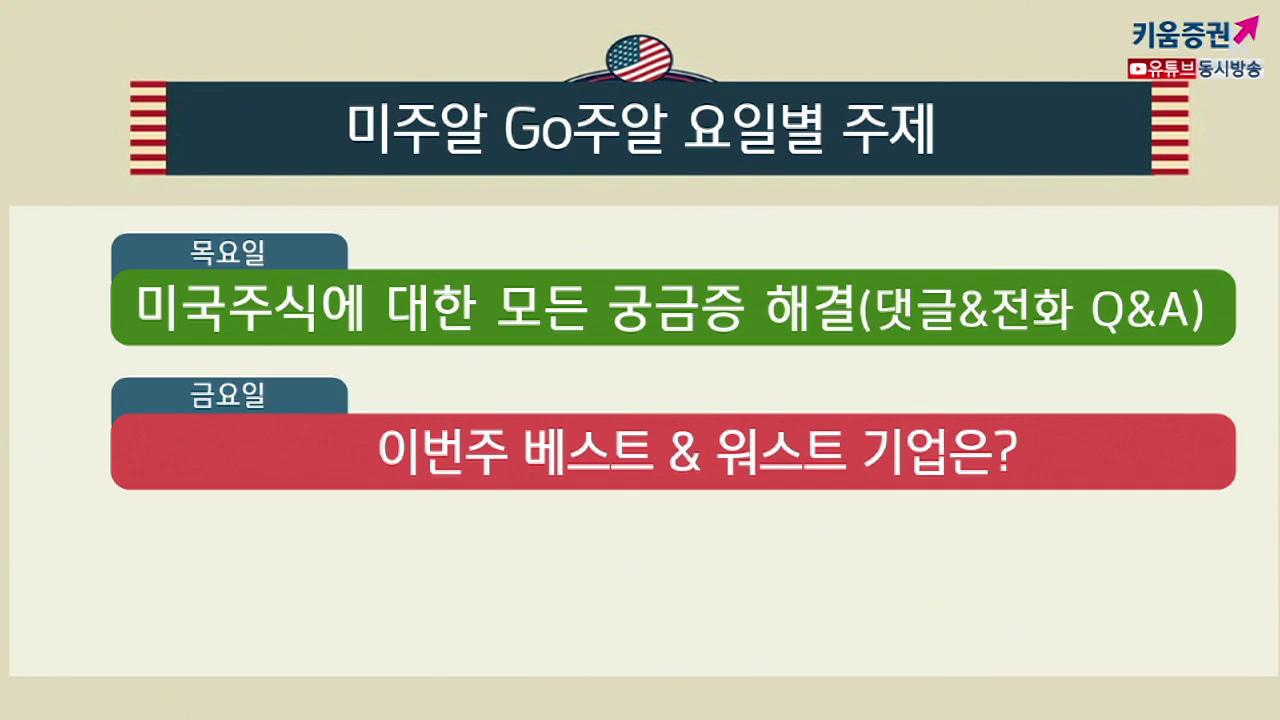 키움증권
유튜브 동시방송
미주알 Go주알 요일별 주제
목요일
미국주식에 대한 모든 궁금증 해결(댓글&전화 Q&A)
금요일
이번주 베스트 & 워스트 기업은?